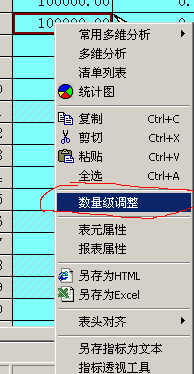 100000.00
100000.00
0.
常用多维分析
多维分析
清单列表
统计图
复制 Ctrl+C
剪切 Ctrl+X
粘贴 Ctrl+V
全选 Ctrl+A
数量级调整
表元属性
报表属性
另存为HTML
另存为Excel
表头对齐
另存指标为文本
指标透视工具